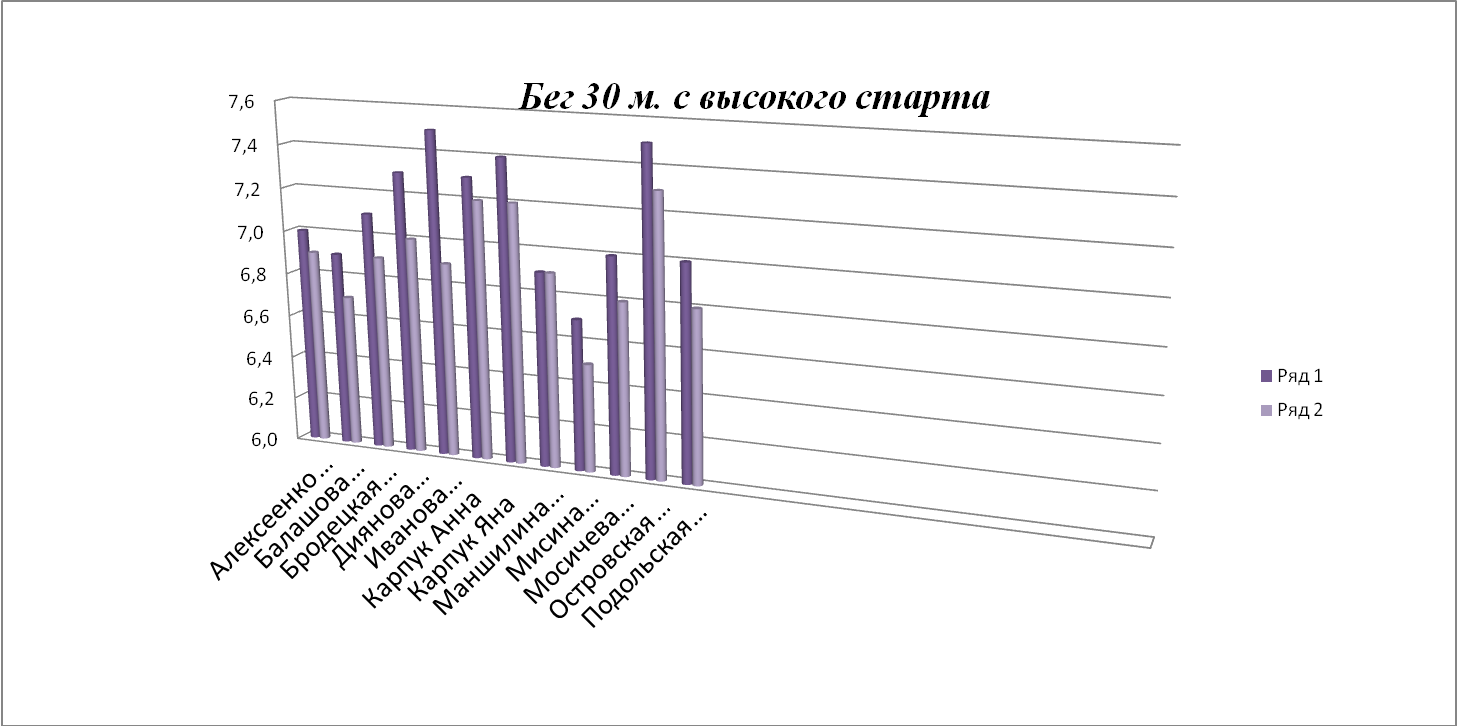 Бег 30 м. с высокого старта
7,6
7,4
7,2
7,0
6,8
6,6
6,4
6,2
6,0
Алексеенко...
Балашова...
Бродецкая...
Диянова...
Иванова...
Карпук Анна
Карпук Яна
Маншилина...
Мисина...
Мосичева...
Островская...
Подольская...
Ряд 1
Ряд 2